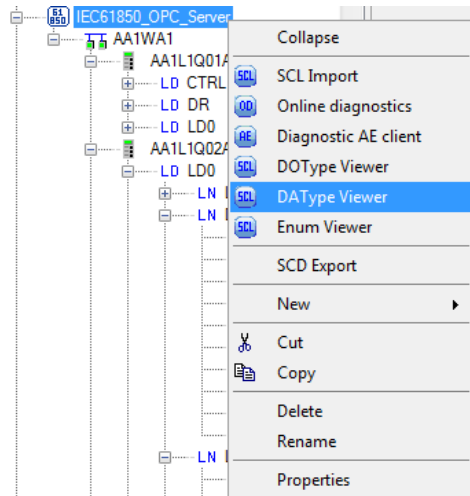 61
850
IEC61850_OPC_Server
AA1WA1
AA1L1Q01A
LD CTRL
LD DR
LD LD0
AA1L1Q02A
LD LD0
LN
LN
LN
Collapse
SCL SCL Import
OD Online diagnostics
AE Diagnostic AE client
SCL DOType Viewer
SCL DAType Viewer
SCL Enum Viewer
SCD Export
New
Cut
Copy
Delete
Rename
Properties